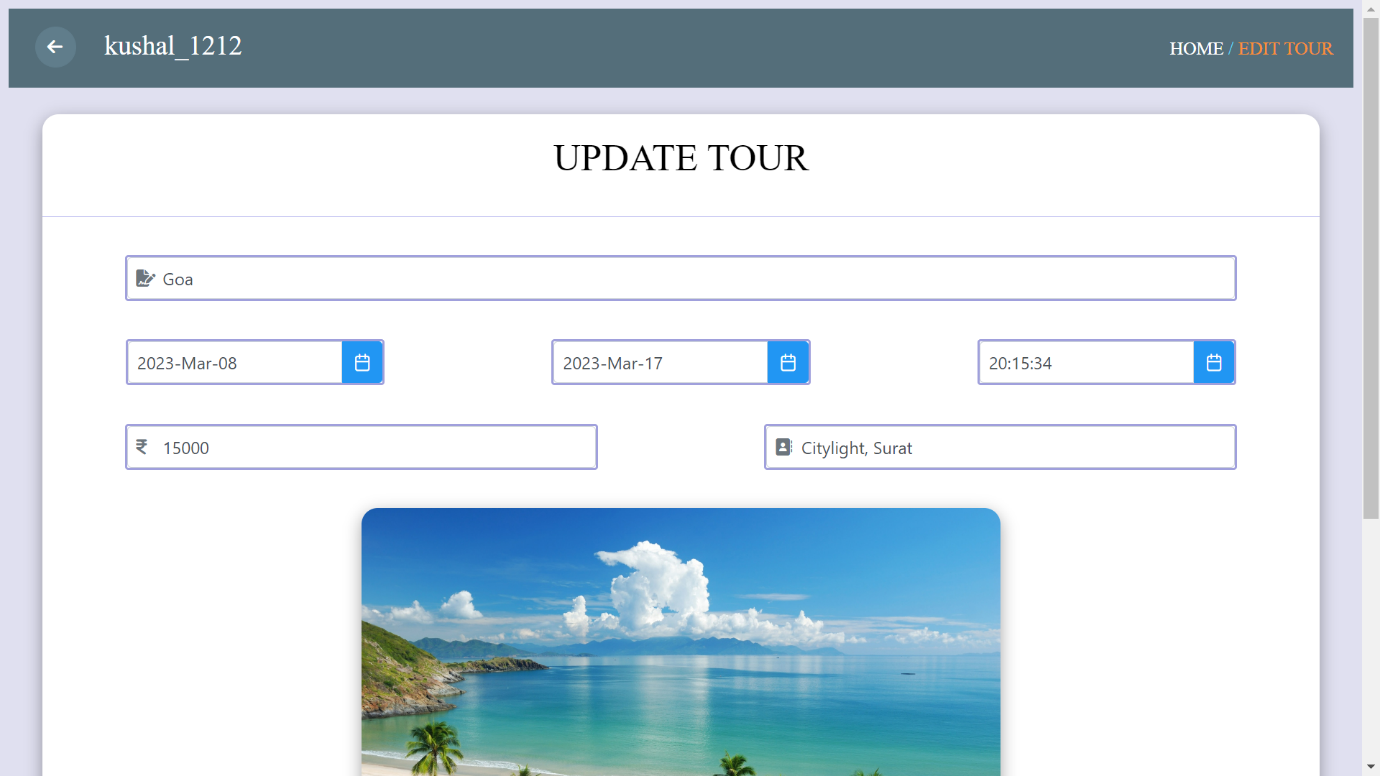 kushal_1212
HOME / EDIT TOUR
UPDATE TOUR
Goa
2023-Mar-08
2023-Mar-17
20:15:34
₹ 15000
Citylight, Surat